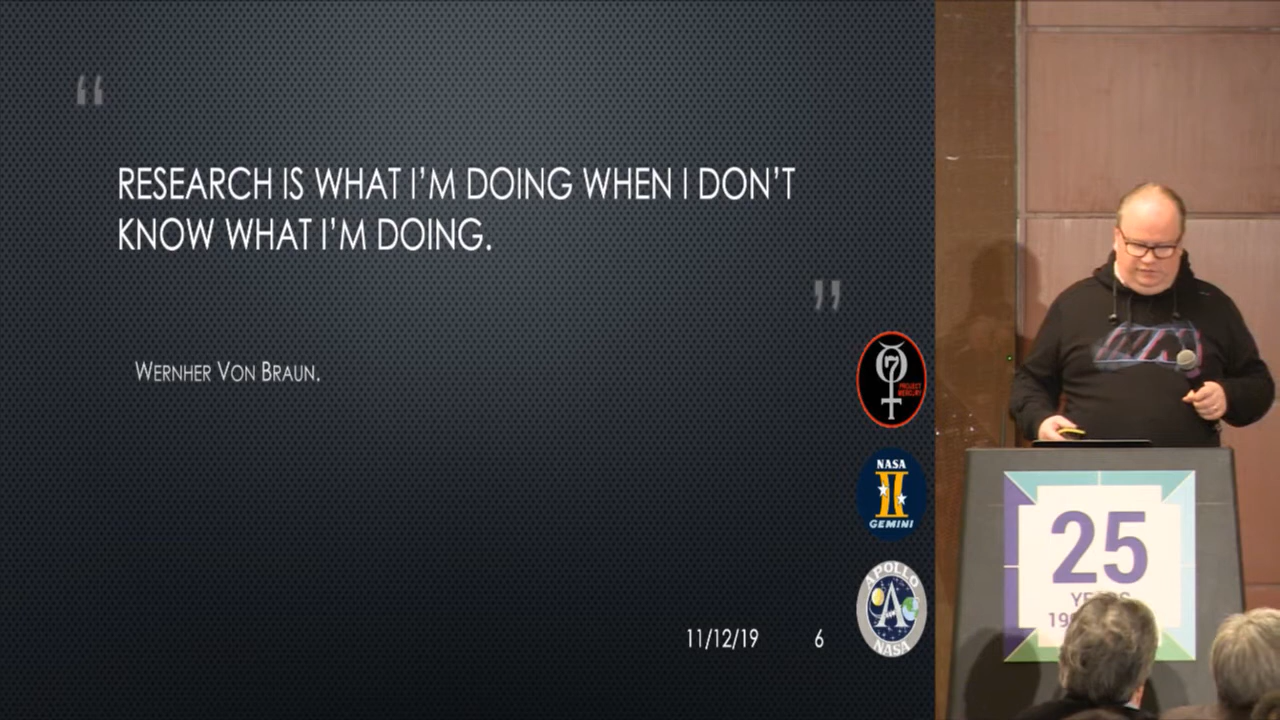 “
RESEARCH IS WHAT I’M DOING WHEN I DON’T
KNOW WHAT I’M DOING.
”
WERNHER VON BRAUN.
7
PROJECT
MERCURY
NASA
II
GEMINI
APOLLO
A
NASA
11/12/19 6
25